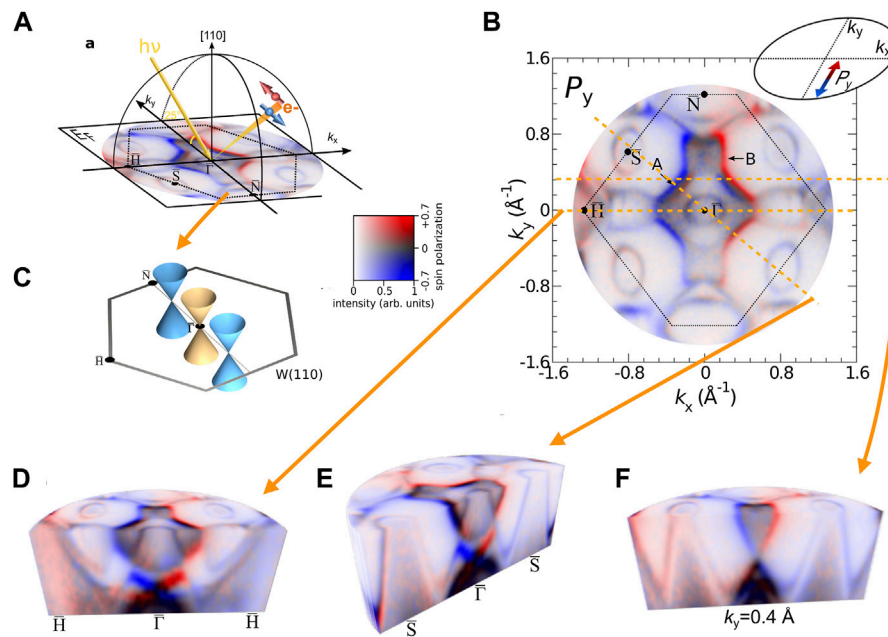 A
a
hν
[110]
k_y
25°
e-
k_x
H̅
S̅
Γ̅
N̅
+0.7
0
-0.7
spin polarization
0 1
intensity (arb. units)
B
P_y
k_y
k_x
P_y
1.6
0.8
0
-0.8
-1.6
k_y (Å⁻¹)
N̅
S̅
A
B
H̅
Γ̅
-1.6 -0.8 0 0.8 1.6
k_x (Å⁻¹)
C
N̅
Γ̅
H̅
W(110)
D
H̅ Γ̅ H̅
E
S̅ Γ̅ S̅
F
k_y=0.4 Å